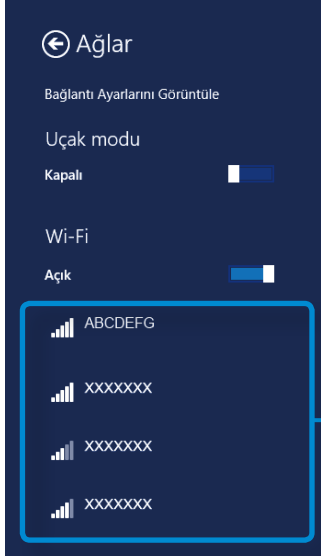 Ağlar
Bağlantı Ayarlarını Görüntüle
Uçak modu
Kapalı
Wi-Fi
Açık
ABCDEFG
XXXXXXX
XXXXXXX
XXXXXXX